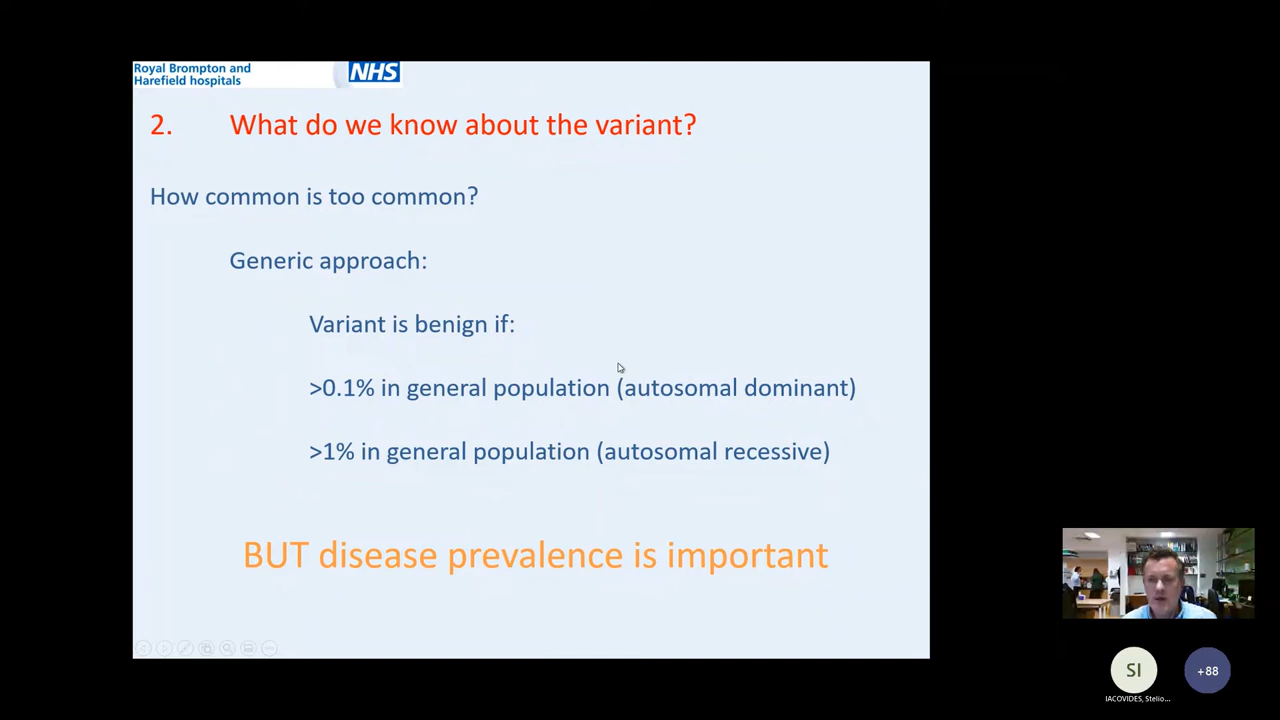 Royal Brompton and
Harefield hospitals
NHS
2. What do we know about the variant?
How common is too common?
Generic approach:
Variant is benign if:
>0.1% in general population (autosomal dominant)
>1% in general population (autosomal recessive)
BUT disease prevalence is important
SI
+88
IACOVIDES, Stelio...